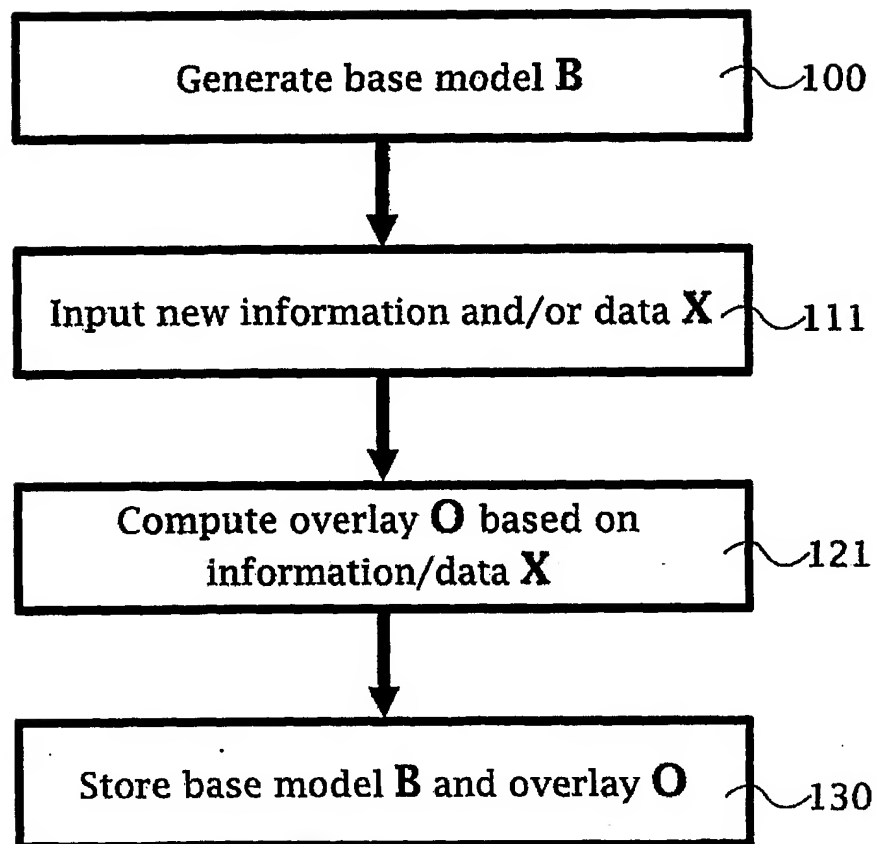 Generate base model B
100
Input new information and/or data X
111
Compute overlay O based on
information/data X
121
Store base model B and overlay O
130